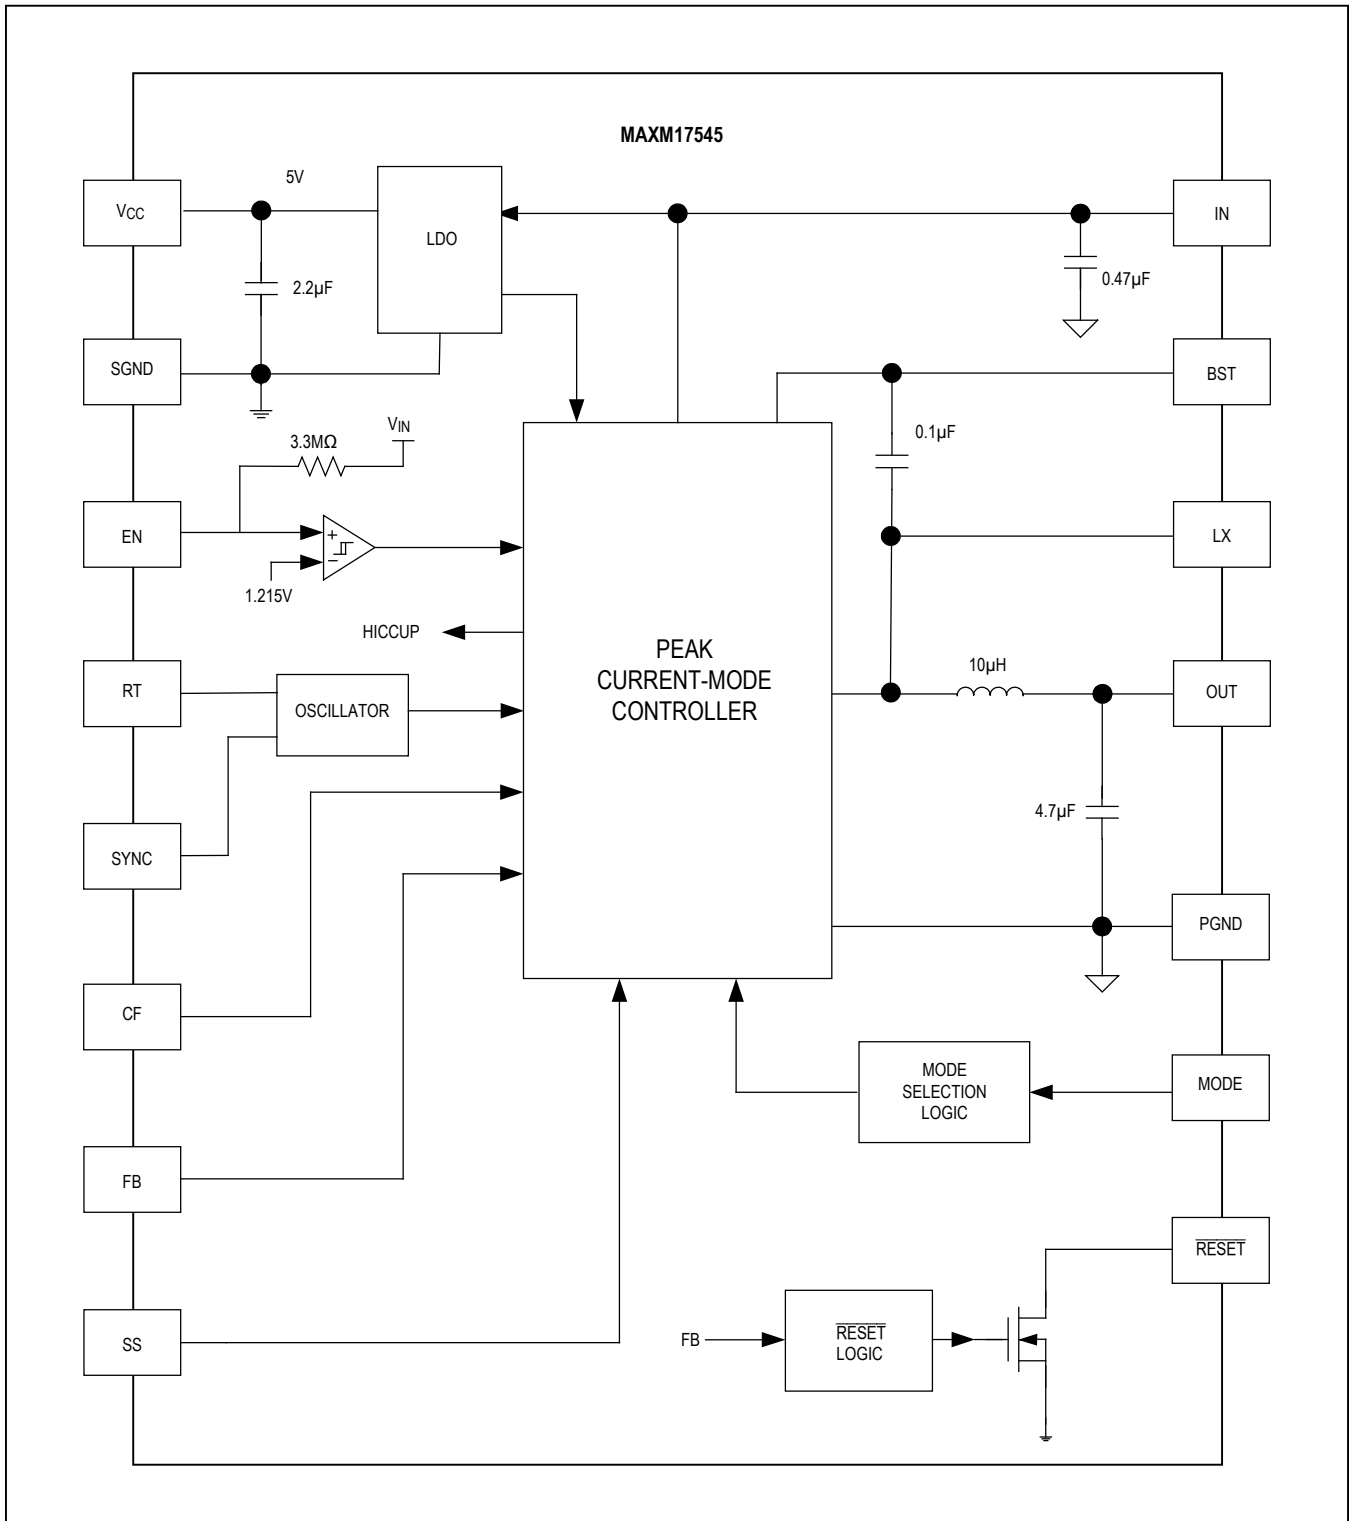 MAXM17545
5V
VCC
LDO
IN
2.2µF
0.47µF
SGND
BST
VIN
3.3MΩ
0.1µF
EN
+
−
LX
1.215V
HICCUP
PEAK
CURRENT-MODE
CONTROLLER
RT
OSCILLATOR
10µH
OUT
4.7µF
SYNC
PGND
CF
MODE
SELECTION
LOGIC
MODE
FB
RESET
SS
FB
RESET
LOGIC